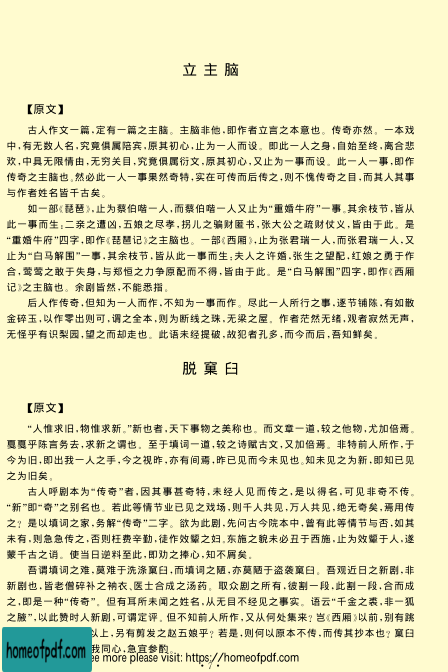 立 主 脑
【原文】
古人作文一篇,定有一篇之主脑。主脑非他,即作者立言之本意也。传奇亦然。一本戏
中,有无数人名,究竟俱属陪宾,原其初心,止为一人而设。即此一人之身,自始至终,离合悲
欢,中具无限情由,无穷关目,究竟俱属衍文,原其初心,又止为一事而设。此一人一事,即作
传奇之主脑也。然必此一人一事果然奇特,实在可传而后传之,则不愧传奇之目,而其人其事
与作者姓名皆千古矣。
如一部《琵琶》,止为蔡伯喈一人,而蔡伯喈一人又止为“重婚牛府”一事。其余枝节,皆从
此一事而生;二亲之遭凶,五娘之尽孝,拐儿之骗财匿书,张大公之疏财仗义,皆由于此。是
“重婚牛府”四字,即作《琵琶记》之主脑也。一部《西厢》,止为张君瑞一人,而张君瑞一人,又
止为“白马解围”一事,其余枝节,皆从此一事而生;夫人之许婚,张生之望配,红娘之勇于作
合,莺莺之敢于失身,与郑恒之力争原配而不得,皆由于此。是“白马解围”四字,即作《西厢
记》之主脑也。余剧皆然,不能悉指。
后人作传奇,但知为一人而作,不知为一事而作。尽此一人所行之事,逐节铺陈,有如散
金碎玉,以作零出则可,谓之全本,则为断线之珠,无梁之屋。作者茫然无绪,观者寂然无声,
无怪乎有识梨园,望之而却走也。此语未经提破,故犯者孔多,而今而后,吾知鲜矣。
脱 窠 臼
【原文】
“人惟求旧,物惟求新。”新也者,天下事物之美称也。而文章一道,较之他物,尤加倍焉。
戛戛乎陈言务去,求新之谓也。至于填词一道,较之诗赋古文,又加倍焉。非特前人所作,于
今为旧,即出我一人之手,今之视昨,亦有间焉,昨已见而今未见也。知未见之为新,即知已见
之为旧矣。
古人呼剧本为“传奇”者,因其事甚奇特,未经人见而传之,是以得名,可见非奇不传。
“新”即“奇”之别名也。若此等情节业已见之戏场,则千人共见,万人共见,绝无奇矣,焉用传
之？是以填词之家,务解“传奇”二字。欲为此剧,先问古今院本中,曾有此等情节与否,如其
未有,则急急传之,否则枉费辛勤,徒作效颦之妇。东施之貌未必丑于西施,止为效颦于人,遂
蒙千古之诮。使当日逆料至此,即劝之捧心,知不屑矣。
吾谓填词之难,莫难于洗涤窠臼,而填词之陋,亦莫陋于盗袭窠臼。吾观近日之新剧,非
新剧也,皆老僧碎补之衲衣、医士合成之汤药。取众剧之所有,彼割一段,此割一段,合而成
之,即是一种“传奇”。但有耳所未闻之姓名,从无目不经见之事实。语云“千金之裘,非一狐
之腋”,以此赞时人新剧,可谓定评。但不知前人所作,又从何处集来？岂《西厢》以前,别有跳
以上,另有剪发之赵五娘乎？若是,则何以原本不传,而传其抄本也？窠臼
我同心,急宜参酌。
· 7 ·
ee more please visit : https://homeofpdf.com
homeofpdf.com